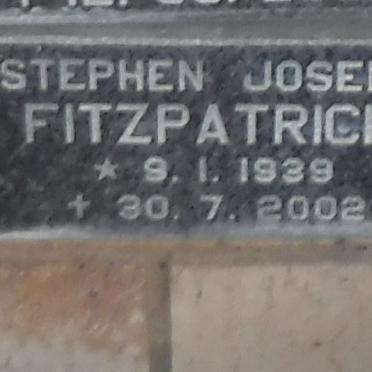 STEPHEN JOSE
FITZPATRIC
★ 9. 1. 1939
✝ 30. 7. 2002